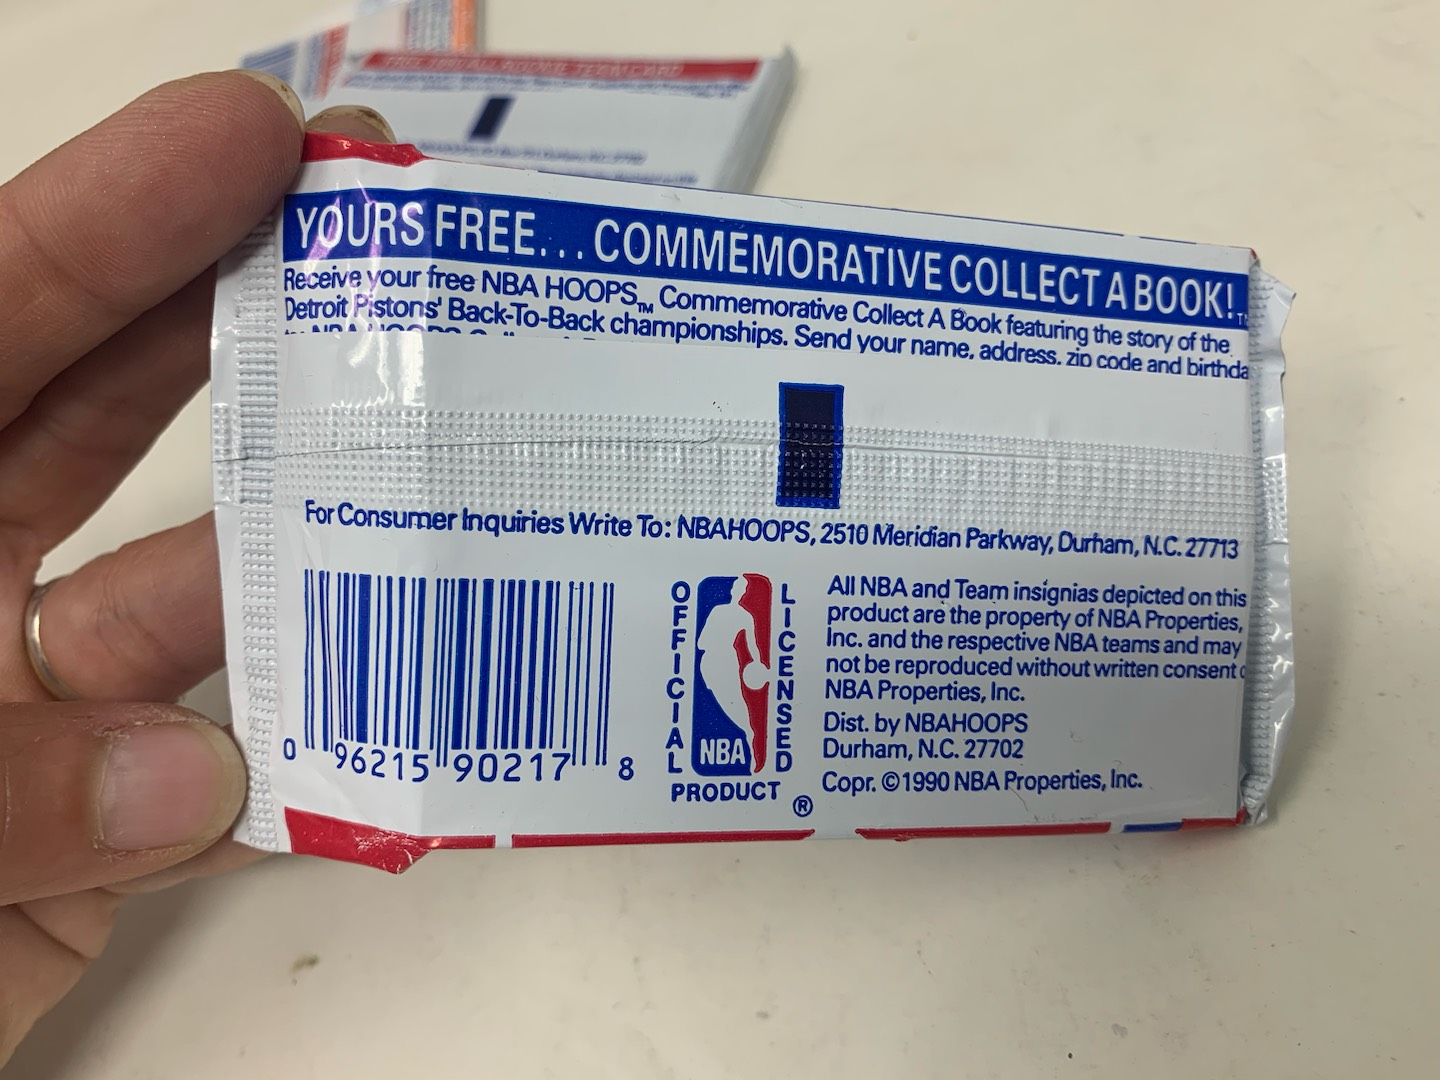 YOURS FREE... COMMEMORATIVE COLLECT A BOOK!
Receive your free NBA HOOPS™ Commemorative Collect A Book featuring the story of the
Detroit Pistons' Back-To-Back championships. Send your name, address, zip code and birthda
For Consumer Inquiries Write To: NBAHOOPS, 2510 Meridian Parkway, Durham, N.C. 27713
0 96215 90217 8
OFFICIAL
LICENSED
NBA
PRODUCT
®
All NBA and Team insignias depicted on this
product are the property of NBA Properties,
Inc. and the respective NBA teams and may
not be reproduced without written consent
NBA Properties, Inc.
Dist. by NBAHOOPS
Durham, N.C. 27702
Copr. ©1990 NBA Properties, Inc.